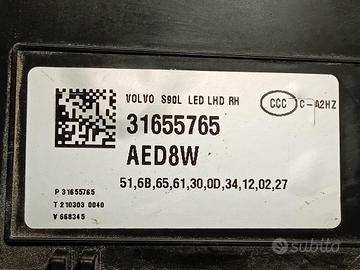 VOLVO S90L LED LHD RH
CCC C-A2HZ
31655765
AED8W
51,6B,65,61,30,0D,34,12,02,27
P 31655765
T 210303 0040
V 668345
subito